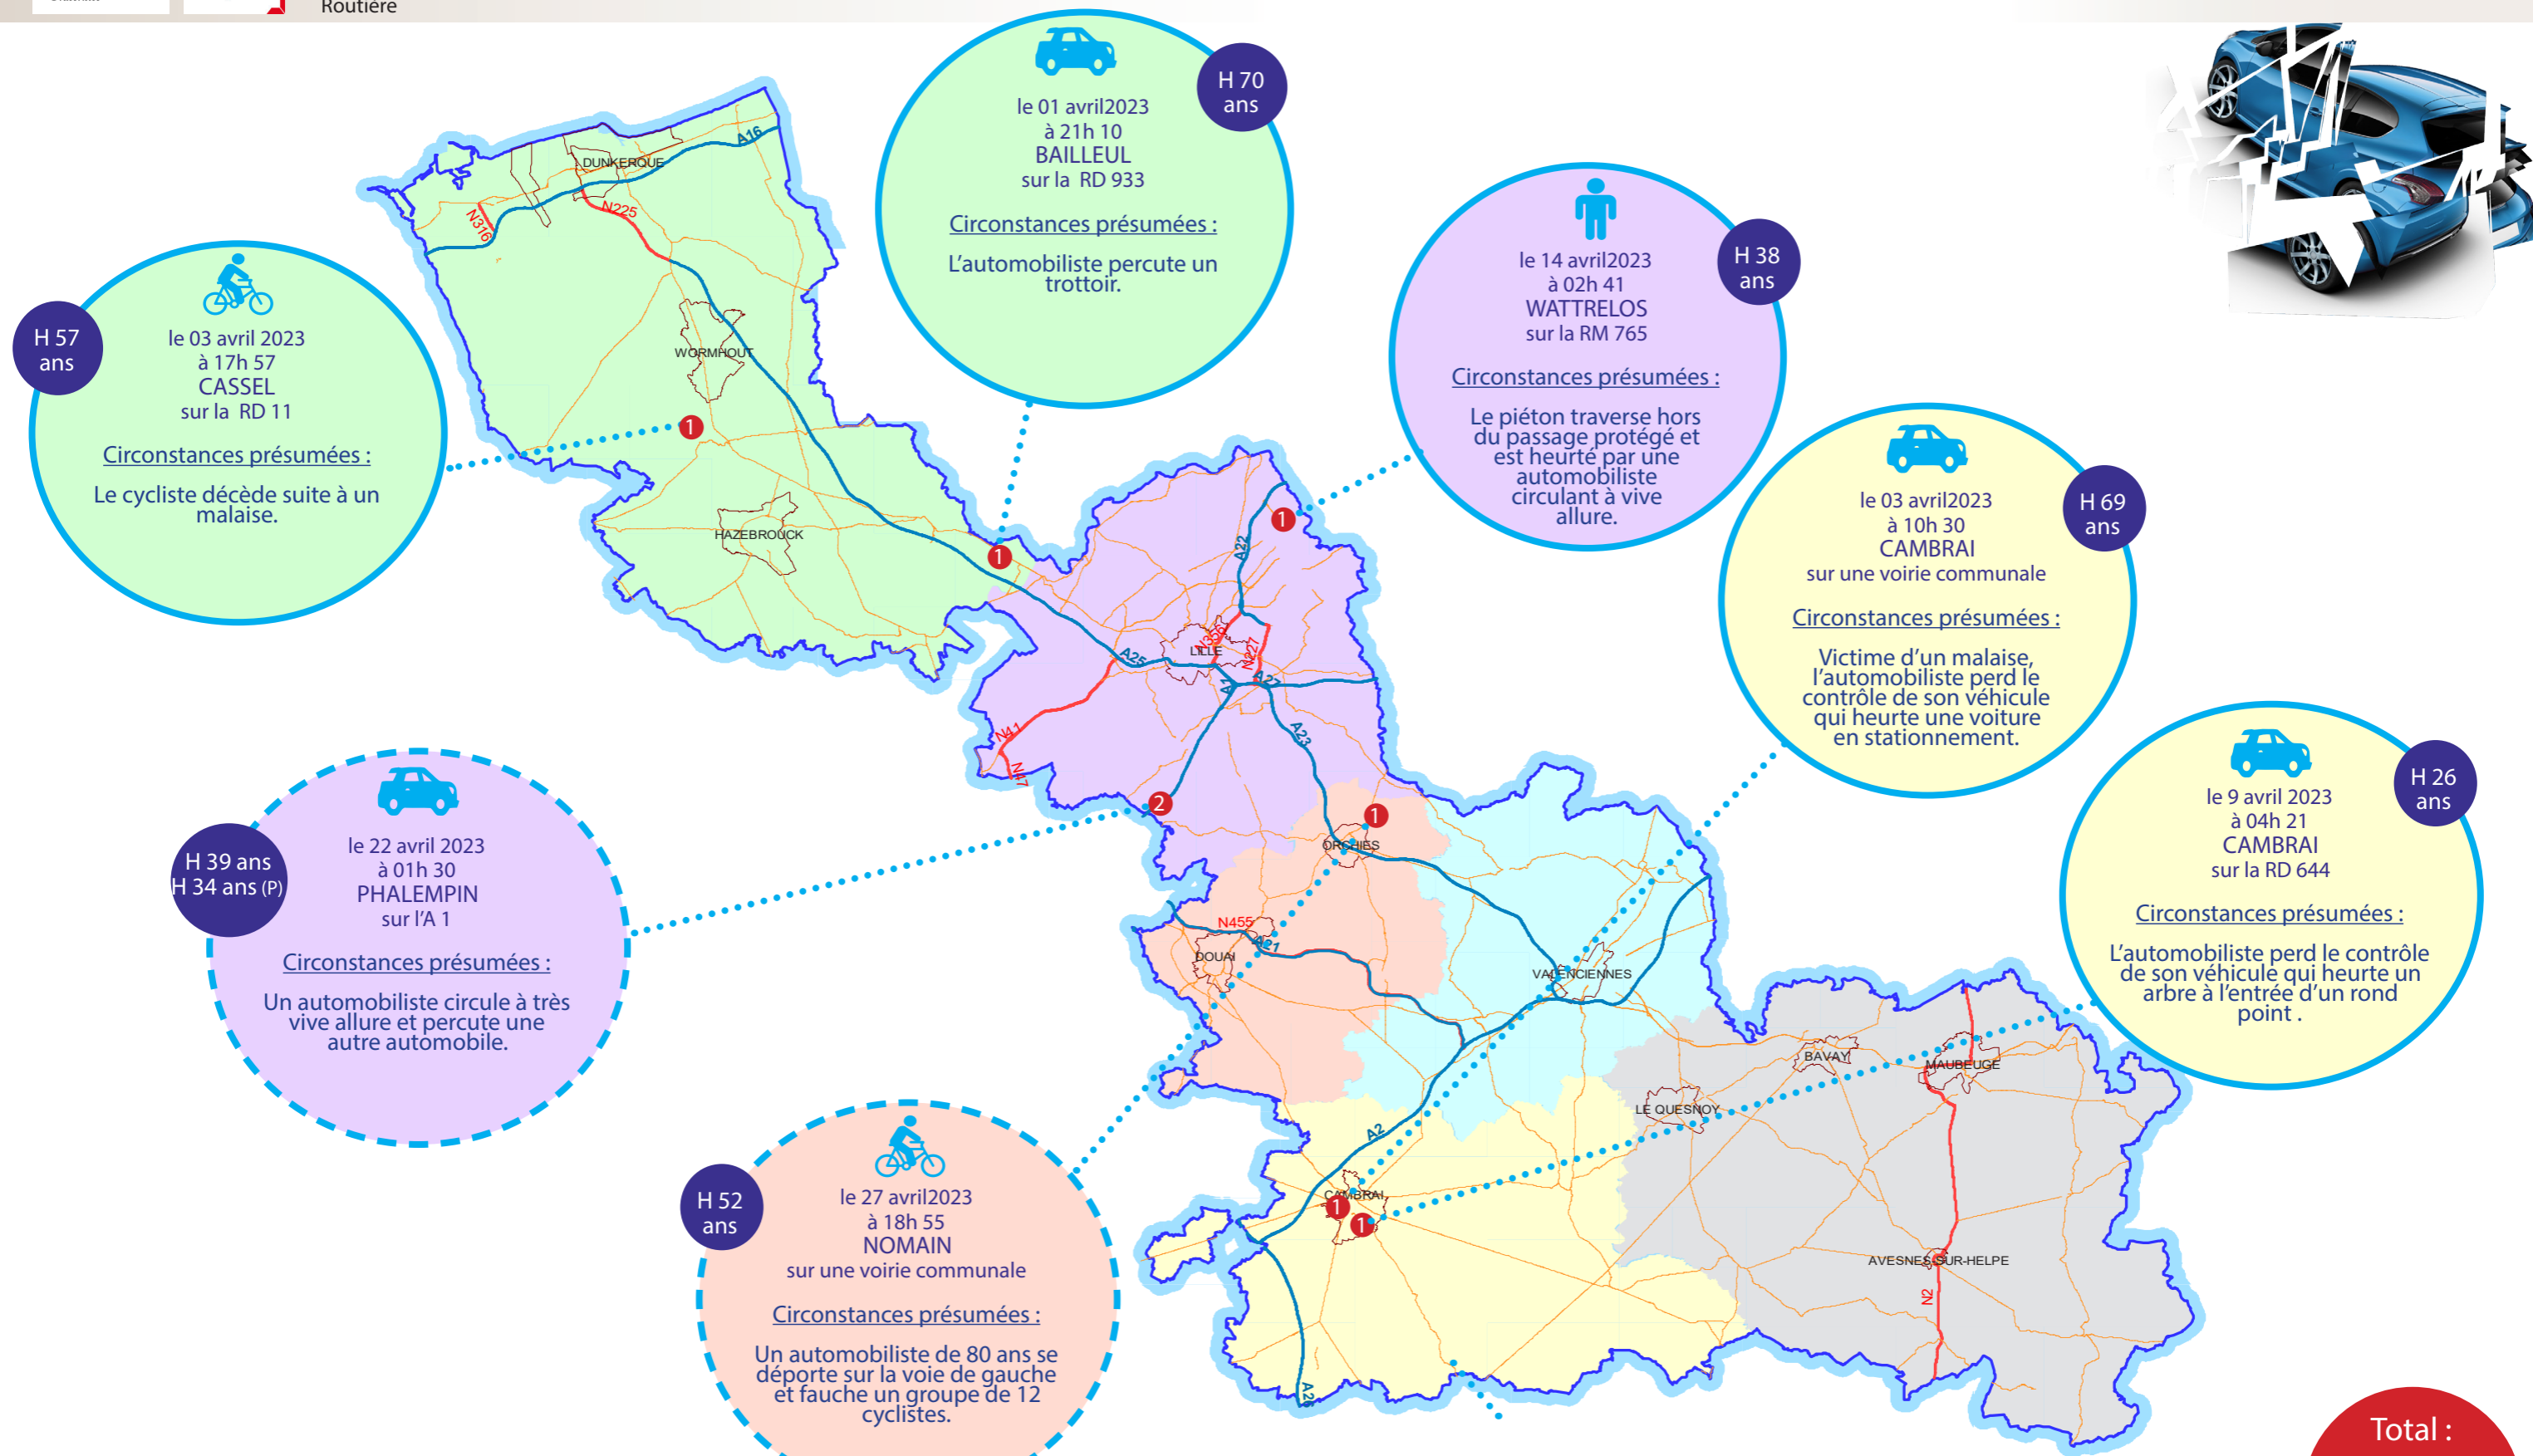 Routière
H 70
ans
le 01 avril2023
à 21h 10
BAILLEUL
sur la RD 933
Circonstances présumées :
L'automobiliste percute un
trottoir.
H 38
ans
le 14 avril2023
à 02h 41
WATTRELOS
sur la RM 765
Circonstances présumées :
Le piéton traverse hors
du passage protégé et
est heurté par une
automobiliste
circulant à vive
allure.
H 57
ans
le 03 avril 2023
à 17h 57
CASSEL
sur la RD 11
Circonstances présumées :
Le cycliste décède suite à un
malaise.
H 69
ans
le 03 avril2023
à 10h 30
CAMBRAI
sur une voirie communale
Circonstances présumées :
Victime d'un malaise,
l'automobiliste perd le
contrôle de son véhicule
qui heurte une voiture
en stationnement.
H 26
ans
le 9 avril 2023
à 04h 21
CAMBRAI
sur la RD 644
Circonstances présumées :
L'automobiliste perd le contrôle
de son véhicule qui heurte un
arbre à l'entrée d'un rond
point .
H 39 ans
H 34 ans (P)
le 22 avril 2023
à 01h 30
PHALEMPIN
sur l'A 1
Circonstances présumées :
Un automobiliste circule à très
vive allure et percute une
autre automobile.
H 52
ans
le 27 avril2023
à 18h 55
NOMAIN
sur une voirie communale
Circonstances présumées :
Un automobiliste de 80 ans se
déporte sur la voie de gauche
et fauche un groupe de 12
cyclistes.
A16
DUNKERQUE
N316
N225
WORMHOUT
1
HAZEBROUCK
1
1
A22
N356
LILLE
N227
A25
A1
A27
N41
N47
A23
2
1
ORCHIES
N455
A21
DOUAI
VALENCIENNES
BAVAY
MAUBEUGE
LE QUESNOY
A2
CAMBRAI
1
1
AVESNES-SUR-HELPE
N2
A26
Total :